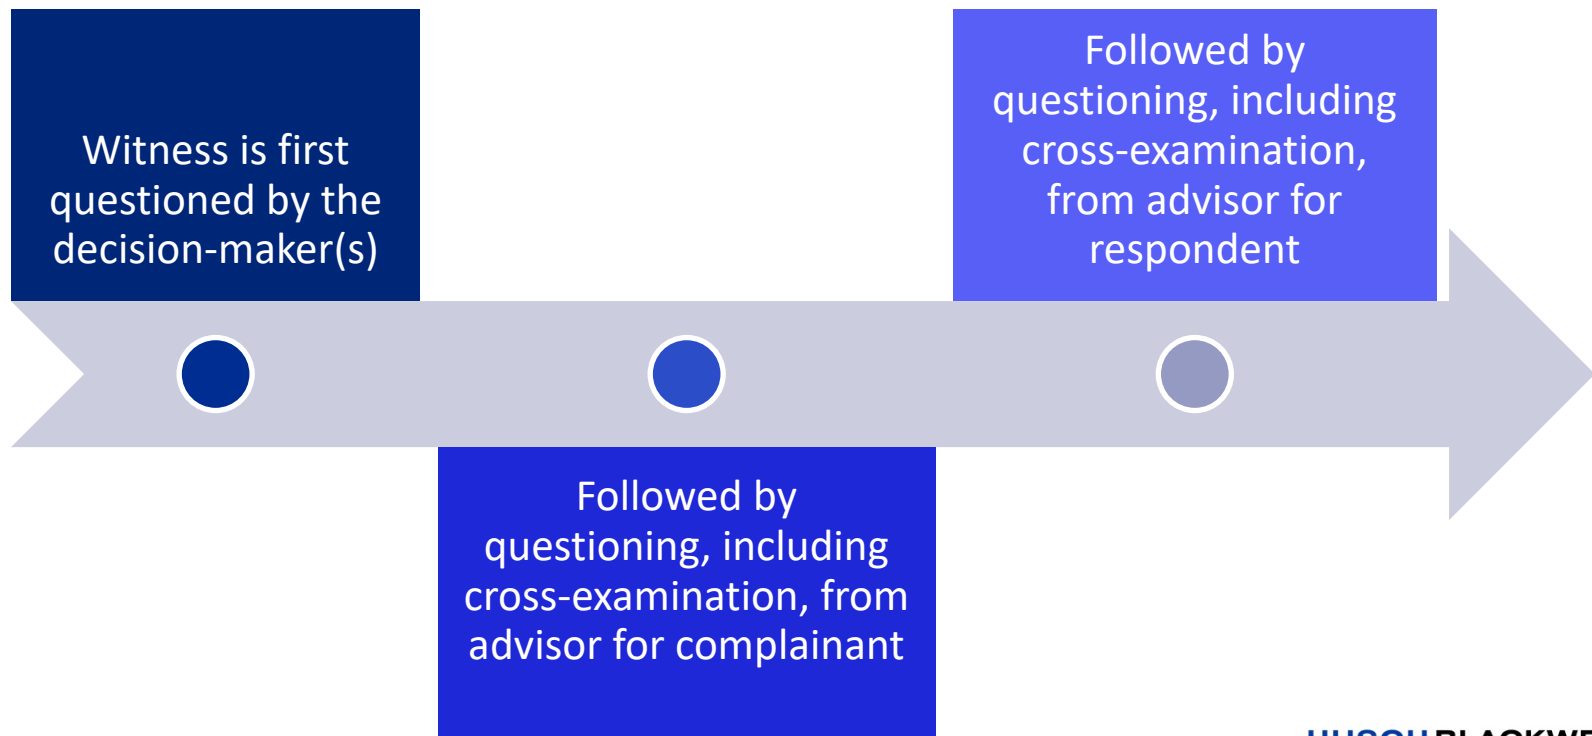 Witness is first
questioned by the
decision-maker(s)
Followed by
questioning, including
cross-examination, from
advisor for complainant
Followed by
questioning, including
cross-examination,
from advisor for
respondent